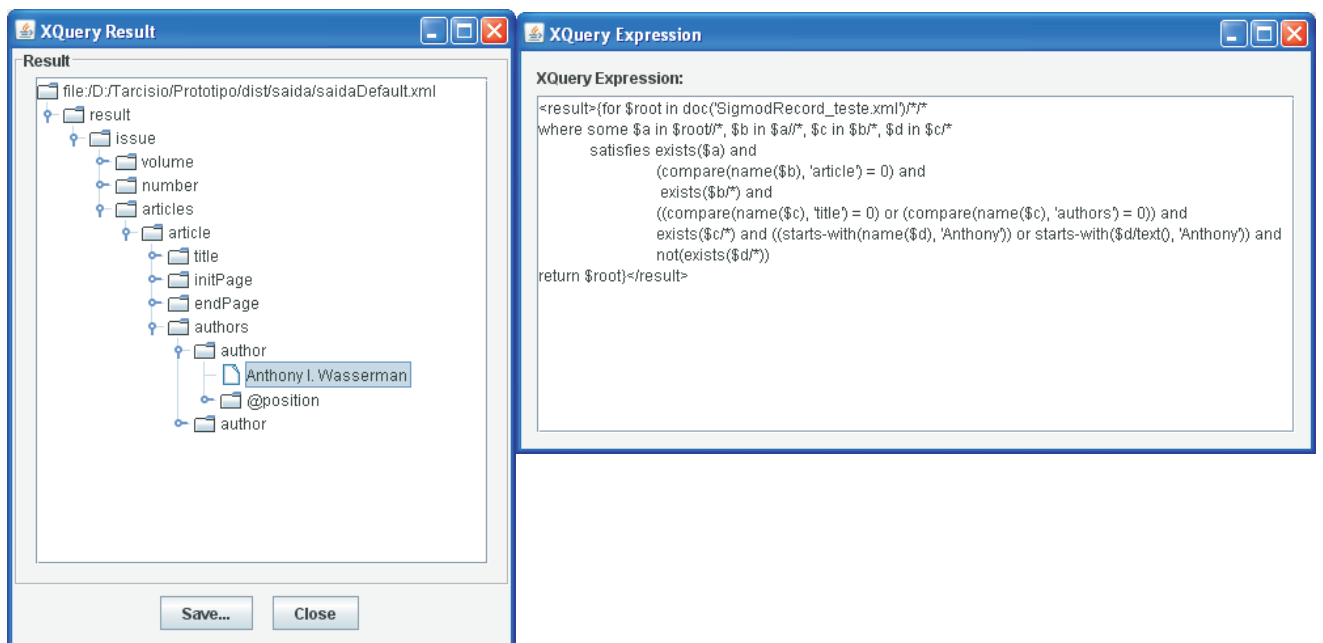 XQuery Result
Result
file:/D:/Tarcisio/Prototipo/dist/saida/saidaDefault.xml
result
issue
volume
number
articles
article
title
initPage
endPage
authors
author
Anthony I. Wasserman
@position
author
Save...
Close
XQuery Expression
XQuery Expression:
<result>{for $root in doc('SigmodRecord_teste.xml')/*/*
where some $a in $root//*, $b in $a//*, $c in $b/*, $d in $c/*
satisfies exists($a) and
(compare(name($b), 'article') = 0) and
exists($b/*) and
((compare(name($c), 'title') = 0) or (compare(name($c), 'authors') = 0)) and
exists($c/*) and ((starts-with(name($d), 'Anthony')) or starts-with($d/text(), 'Anthony')) and
not(exists($d/*))
return $root}</result>